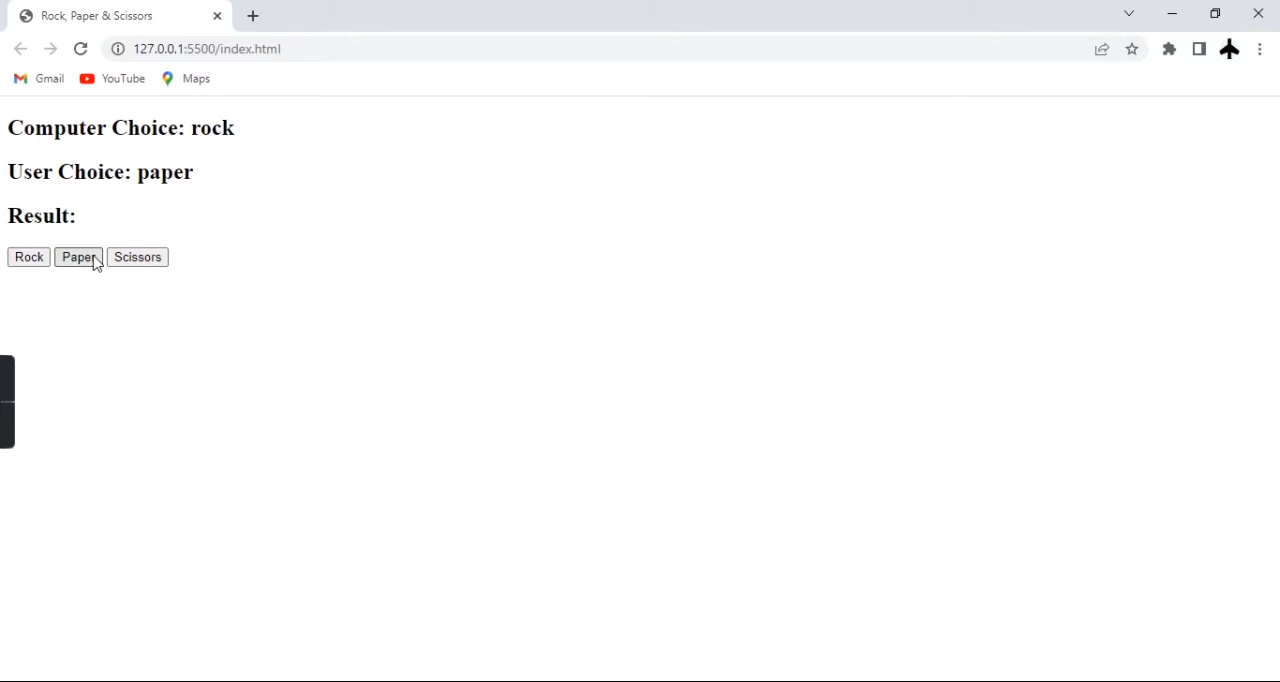 Rock, Paper & Scissors
127.0.0.1:5500/index.html
Gmail YouTube Maps
Computer Choice: rock
User Choice: paper
Result:
Rock Paper Scissors